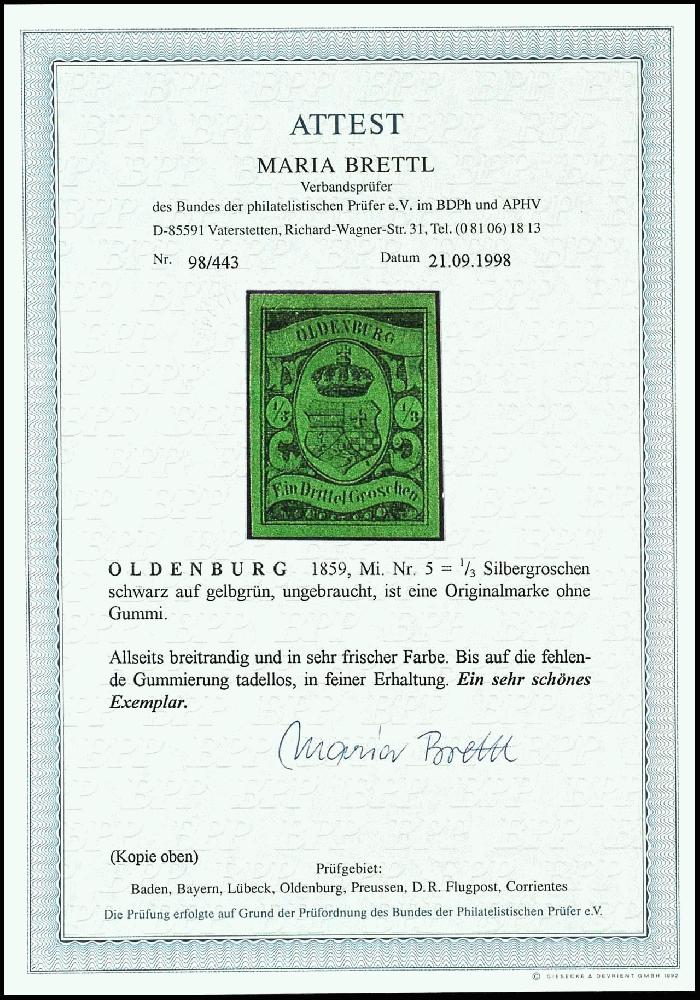 ATTEST
MARIA BRETTL
Verbandsprüfer
des Bundes der philatelistischen Prüfer e.V. im BDPh und APHV
D-85591 Vaterstetten, Richard-Wagner-Str. 31, Tel. (0 81 06) 18 13
Nr. 98/443 Datum 21.09.1998
OLDENBURG
1/3 1/3
Ein Drittel Groschen
OLDENBURG 1859, Mi. Nr. 5 = 1/3 Silbergroschen
schwarz auf gelbgrün, ungebraucht, ist eine Originalmarke ohne
Gummi.
Allseits breitrandig und in sehr frischer Farbe. Bis auf die fehlen-
de Gummierung tadellos, in feiner Erhaltung. Ein sehr schönes
Exemplar.
Maria Brettl
(Kopie oben)
Prüfgebiet:
Baden, Bayern, Lübeck, Oldenburg, Preussen, D.R. Flugpost, Corrientes
Die Prüfung erfolgte auf Grund der Prüfordnung des Bundes der Philatelistischen Prüfer e.V.
© GIESECKE & DEVRIENT GMBH 1992